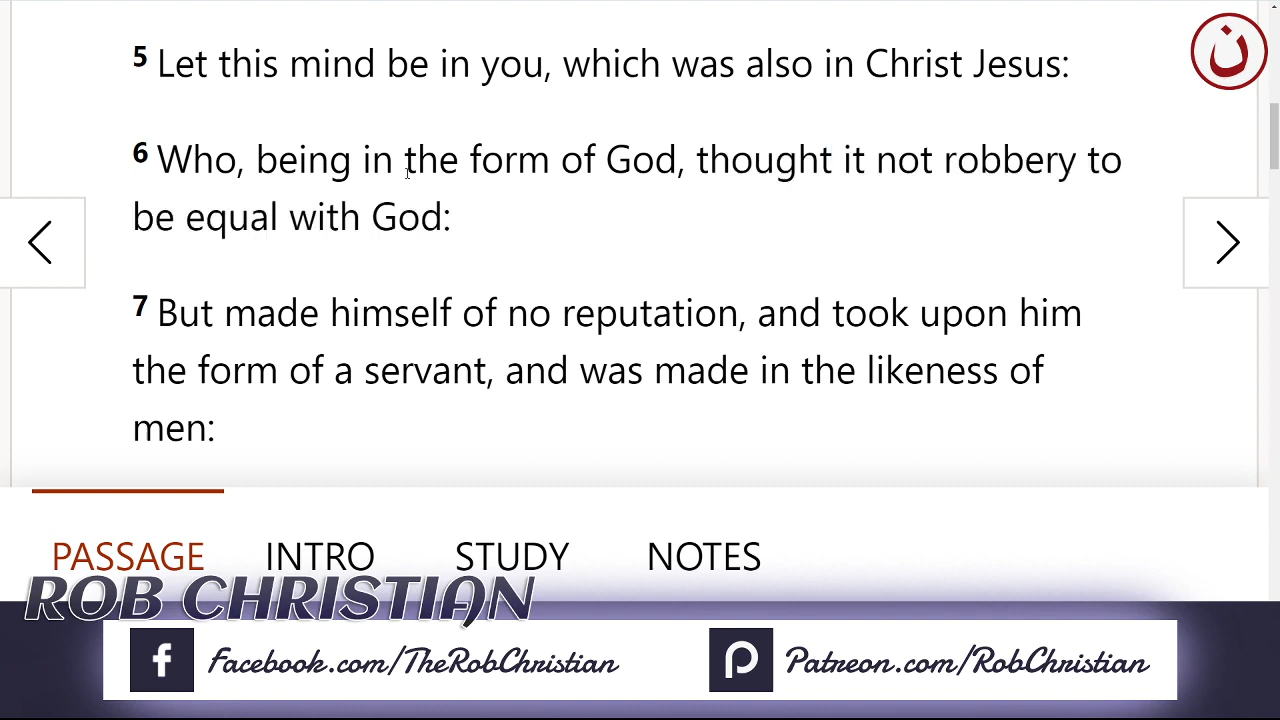 5 Let this mind be in you, which was also in Christ Jesus:
ن
6 Who, being in the form of God, thought it not robbery to
be equal with God:
7 But made himself of no reputation, and took upon him
the form of a servant, and was made in the likeness of
men:
PASSAGE INTRO STUDY NOTES
ROB CHRISTIAN
f Facebook.com/TheRobChristian Patreon.com/RobChristian